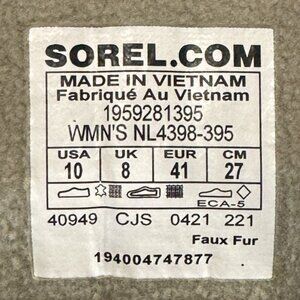 SOREL.COM
MADE IN VIETNAM
Fabriqué Au Vietnam
1959281395
WMN'S NL4398-395
USA UK EUR CM
10 8 41 27
ECA-5
40949 CJS 0421 221
Faux Fur
194004747877